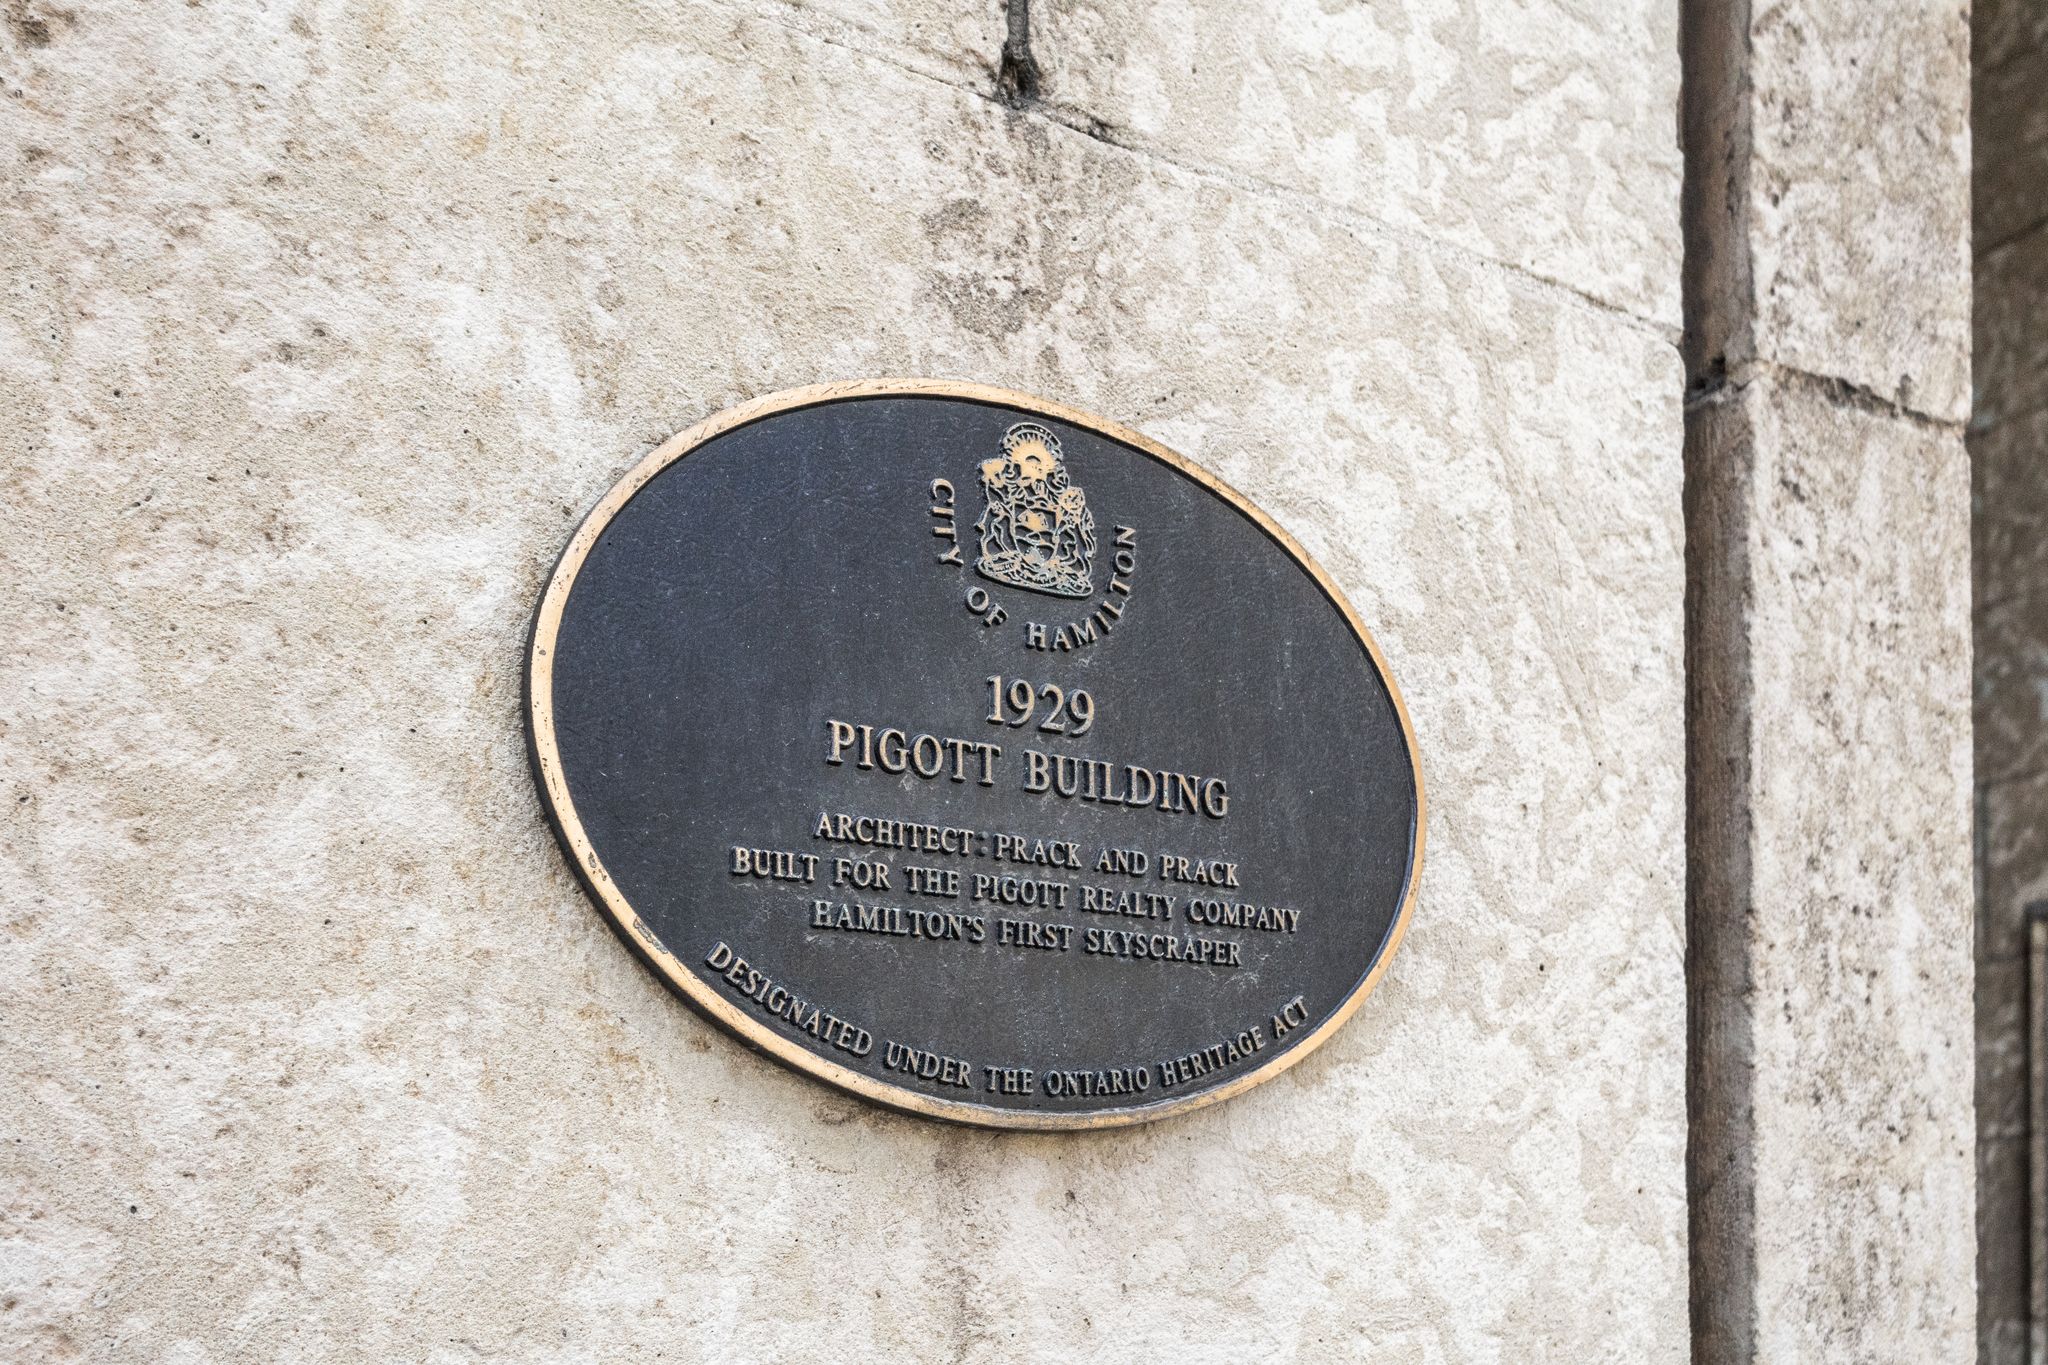 CITY OF HAMILTON
1929
PIGOTT BUILDING
ARCHITECT: PRACK AND PRACK
BUILT FOR THE PIGOTT REALTY COMPANY
HAMILTON'S FIRST SKYSCRAPER
DESIGNATED UNDER THE ONTARIO HERITAGE ACT